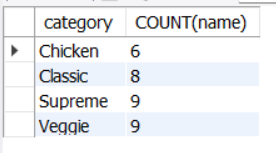 category COUNT(name)
Chicken 6
Classic 8
Supreme 9
Veggie 9